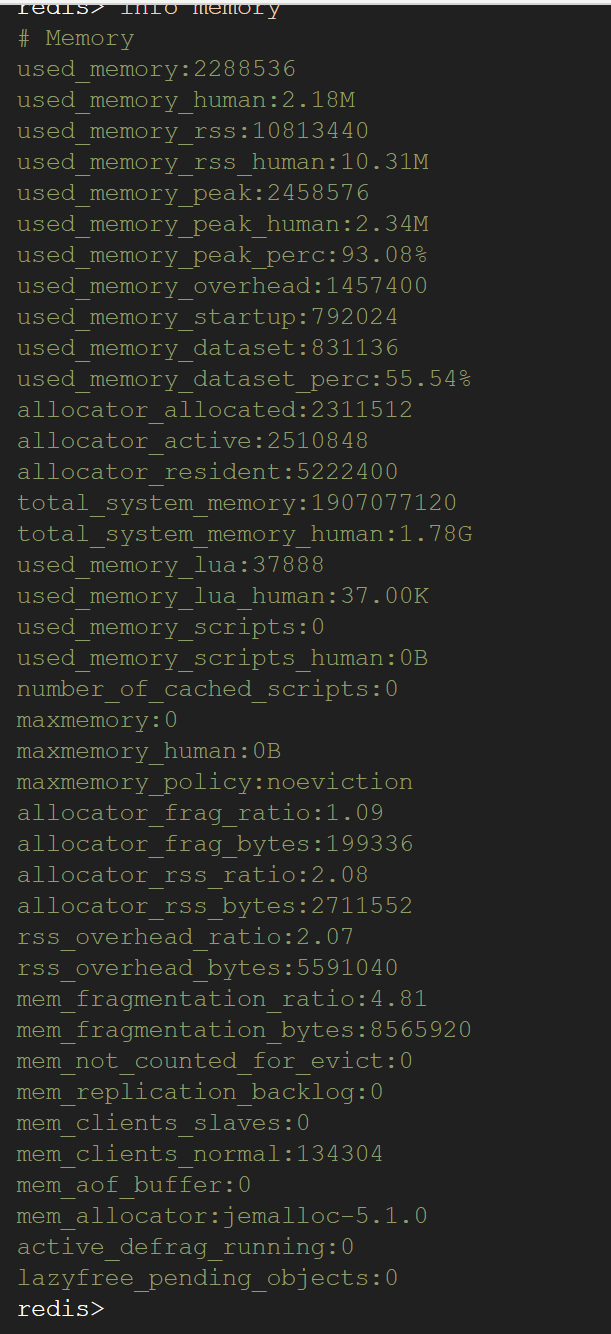 redis> info memory
# Memory
used_memory:2288536
used_memory_human:2.18M
used_memory_rss:10813440
used_memory_rss_human:10.31M
used_memory_peak:2458576
used_memory_peak_human:2.34M
used_memory_peak_perc:93.08%
used_memory_overhead:1457400
used_memory_startup:792024
used_memory_dataset:831136
used_memory_dataset_perc:55.54%
allocator_allocated:2311512
allocator_active:2510848
allocator_resident:5222400
total_system_memory:1907077120
total_system_memory_human:1.78G
used_memory_lua:37888
used_memory_lua_human:37.00K
used_memory_scripts:0
used_memory_scripts_human:0B
number_of_cached_scripts:0
maxmemory:0
maxmemory_human:0B
maxmemory_policy:noeviction
allocator_frag_ratio:1.09
allocator_frag_bytes:199336
allocator_rss_ratio:2.08
allocator_rss_bytes:2711552
rss_overhead_ratio:2.07
rss_overhead_bytes:5591040
mem_fragmentation_ratio:4.81
mem_fragmentation_bytes:8565920
mem_not_counted_for_evict:0
mem_replication_backlog:0
mem_clients_slaves:0
mem_clients_normal:134304
mem_aof_buffer:0
mem_allocator:jemalloc-5.1.0
active_defrag_running:0
lazyfree_pending_objects:0
redis>